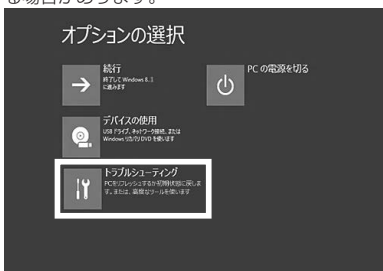 る場合があります。
オプションの選択
続行
終了して Windows 8.1
に進みます
PC の電源を切る
デバイスの使用
USB ドライブ、ネットワーク接続、または
Windows リカバリ DVD を使います
トラブルシューティング
PCをリフレッシュするか初期状態に戻しま
す。または、高度なツールを使います